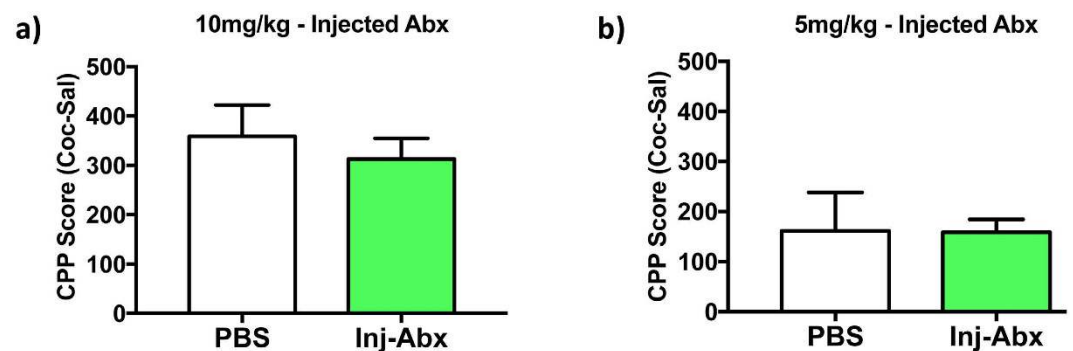 a)
10mg/kg - Injected Abx
CPP Score (Coc-Sal)
500
400
300
200
100
0
PBS
Inj-Abx
b)
5mg/kg - Injected Abx
CPP Score (Coc-Sal)
500
400
300
200
100
0
PBS
Inj-Abx